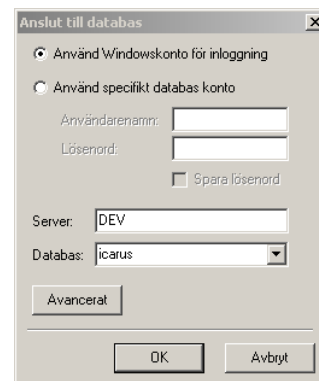 Anslut till databas
Använd Windowskonto för inloggning
Använd specifikt databas konto
Användarenamn:
Lösenord:
Spara lösenord
Server: DEV
Databas: icarus
Avancerat
OK Avbryt